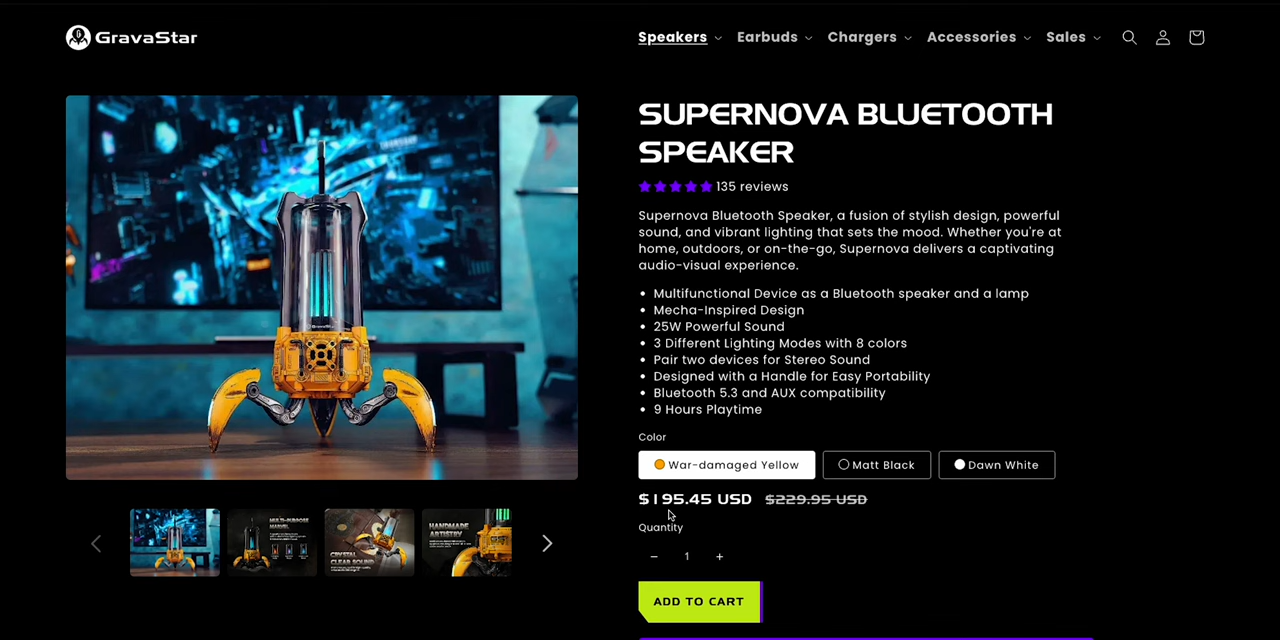 GravaStar
Speakers
Earbuds
Chargers
Accessories
Sales
SUPERNOVA BLUETOOTH
SPEAKER
135 reviews
Supernova Bluetooth Speaker, a fusion of stylish design, powerful
sound, and vibrant lighting that sets the mood. Whether you're at
home, outdoors, or on-the-go, Supernova delivers a captivating
audio-visual experience.
• Multifunctional Device as a Bluetooth speaker and a lamp
• Mecha-Inspired Design
• 25W Powerful Sound
• 3 Different Lighting Modes with 8 colors
• Pair two devices for Stereo Sound
• Designed with a Handle for Easy Portability
• Bluetooth 5.3 and AUX compatibility
• 9 Hours Playtime
Color
War-damaged Yellow
Matt Black
Dawn White
$195.45 USD $229.95 USD
Quantity
− 1 +
ADD TO CART
GravaStar
MULTI-PURPOSE
MARVEL
CRYSTAL
CLEAR SOUND
HANDMADE
ARTISTRY